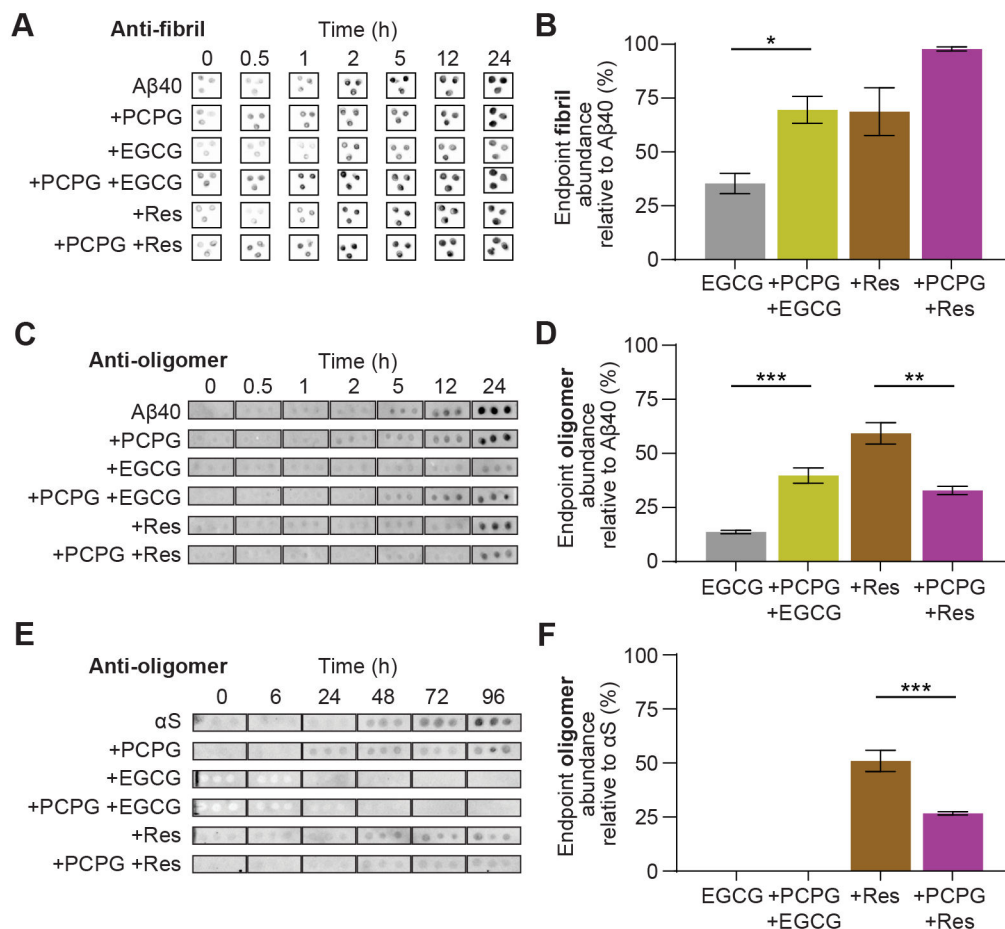 A
Anti-fibril
Time (h)
0 0.5 1 2 5 12 24
Aβ40
+PCPG
+EGCG
+PCPG +EGCG
+Res
+PCPG +Res
B
Endpoint fibril
abundance
relative to Aβ40 (%)
100
75
50
25
0
*
EGCG +PCPG +Res +PCPG
+EGCG +Res
C
Anti-oligomer
Time (h)
0 0.5 1 2 5 12 24
Aβ40
+PCPG
+EGCG
+PCPG +EGCG
+Res
+PCPG +Res
D
Endpoint oligomer
abundance
relative to Aβ40 (%)
100
75
50
25
0
*** **
EGCG +PCPG +Res +PCPG
+EGCG +Res
E
Anti-oligomer
Time (h)
0 6 24 48 72 96
αS
+PCPG
+EGCG
+PCPG +EGCG
+Res
+PCPG +Res
F
Endpoint oligomer
abundance
relative to αS (%)
100
75
50
25
0
***
EGCG +PCPG +Res +PCPG
+EGCG +Res